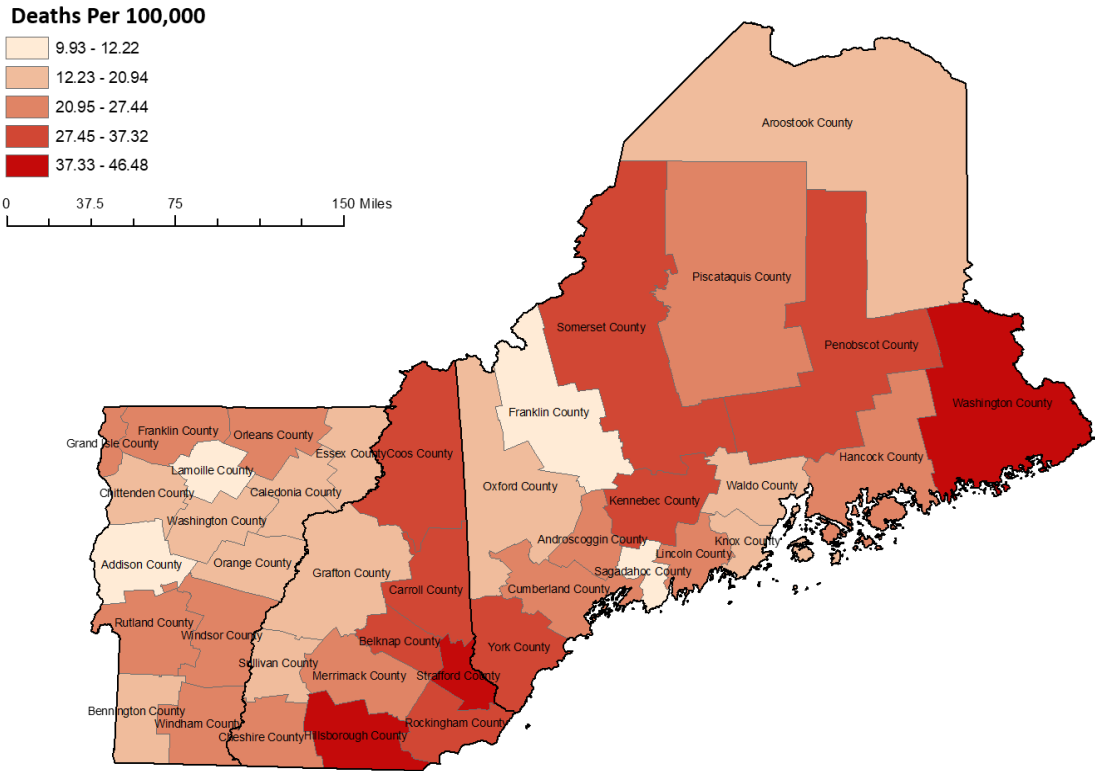 Deaths Per 100,000
9.93 - 12.22
12.23 - 20.94
20.95 - 27.44
27.45 - 37.32
37.33 - 46.48
0 37.5 75 150 Miles
Aroostook County
Piscataquis County
Somerset County
Penobscot County
Washington County
Franklin County
Franklin County
Orleans County
Grand Isle County
Essex County
Coos County
Lamoille County
Hancock County
Chittenden County
Caledonia County
Oxford County
Waldo County
Kennebec County
Washington County
Androscoggin County
Knox County
Lincoln County
Addison County
Orange County
Grafton County
Sagadahoc County
Carroll County
Cumberland County
Rutland County
Windsor County
Belknap County
York County
Sullivan County
Merrimack County
Strafford County
Bennington County
Windham County
Cheshire County
Hillsborough County
Rockingham County